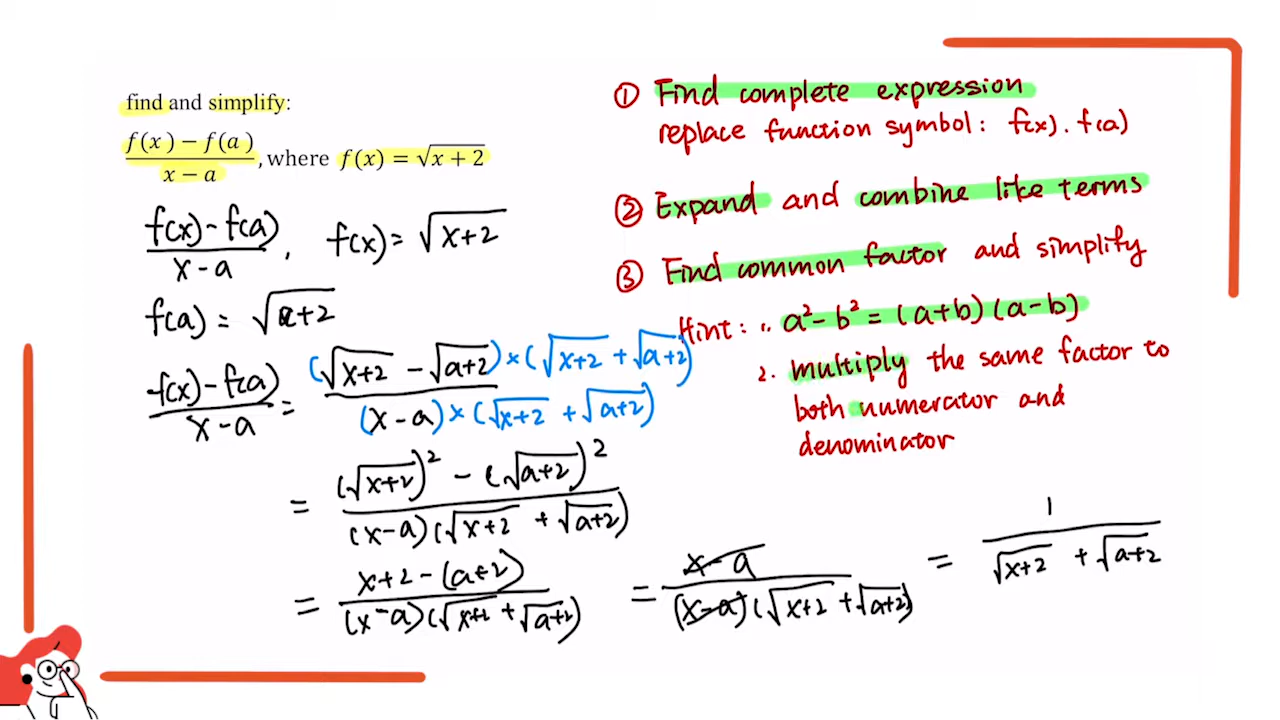 find and simplify:
f(x) − f(a)
x − a
, where f(x) = √x + 2
f(x) - f(a)
x - a
, f(x) = √x+2
f(a) = √a+2
f(x) - f(a)
x - a
= (√x+2 - √a+2) × (√x+2 + √a+2)
(x - a) × (√x+2 + √a+2)
= (√x+2)² - (√a+2)²
(x-a)(√x+2 + √a+2)
= x+2 - (a+2)
(x-a)(√x+2 + √a+2)
= x - a
(x-a)(√x+2 + √a+2)
= 1
√x+2 + √a+2
① Find complete expression
replace function symbol: f(x). f(a)
② Expand and combine like terms
③ Find common factor and simplify
Hint: 1. a² - b² = (a+b)(a-b)
2. multiply the same factor to
both numerator and
denominator